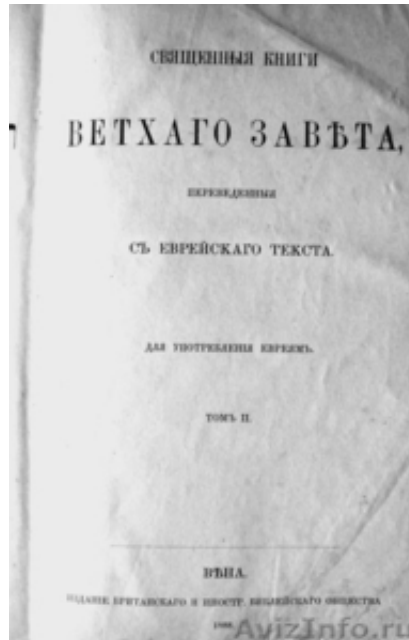 СВЯЩЕННЫЯ КНИГИ
ВЕТХАГО ЗАВѢТА,
ПЕРЕВЕДЕННЫЯ
СЪ ЕВРЕЙСКАГО ТЕКСТА.
ДЛЯ УПОТРЕБЛЕНІЯ ЕВРЕЯМЪ.
ТОМЪ II.
ВѢНА.
ИЗДАНІЕ БРИТАНСКАГО И ИНОСТР. БИБЛЕЙСКАГО ОБЩЕСТВА
AvizInfo.ru